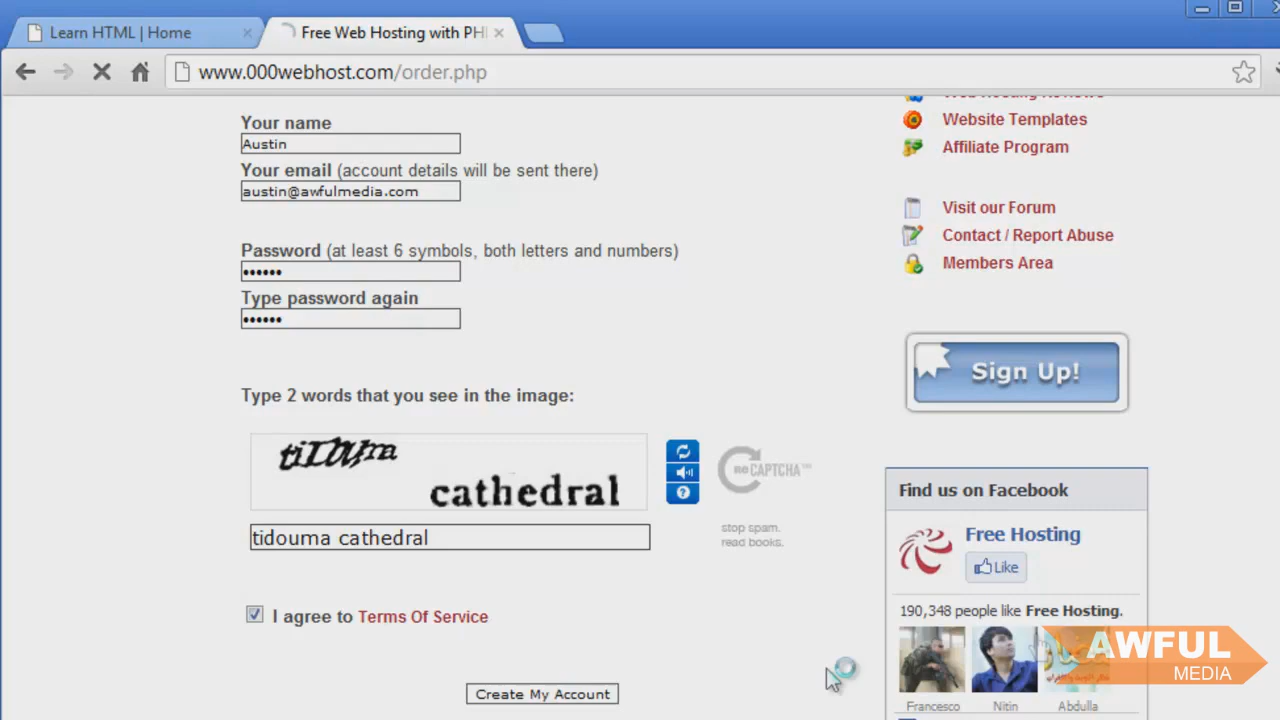 Learn HTML | Home
Free Web Hosting with PH
www.000webhost.com/order.php
Your name
Austin
Your email (account details will be sent there)
austin@awfulmedia.com
Password (at least 6 symbols, both letters and numbers)
••••••
Type password again
••••••
Type 2 words that you see in the image:
cathedral
reCAPTCHA™
stop spam.
read books.
tidouma cathedral
I agree to Terms Of Service
Create My Account
Web Hosting Reviews
Website Templates
Affiliate Program
Visit our Forum
Contact / Report Abuse
Members Area
Sign Up!
Find us on Facebook
Free Hosting
Like
190,348 people like Free Hosting.
Francesco
Nitin
Abdulla
AWFUL
MEDIA